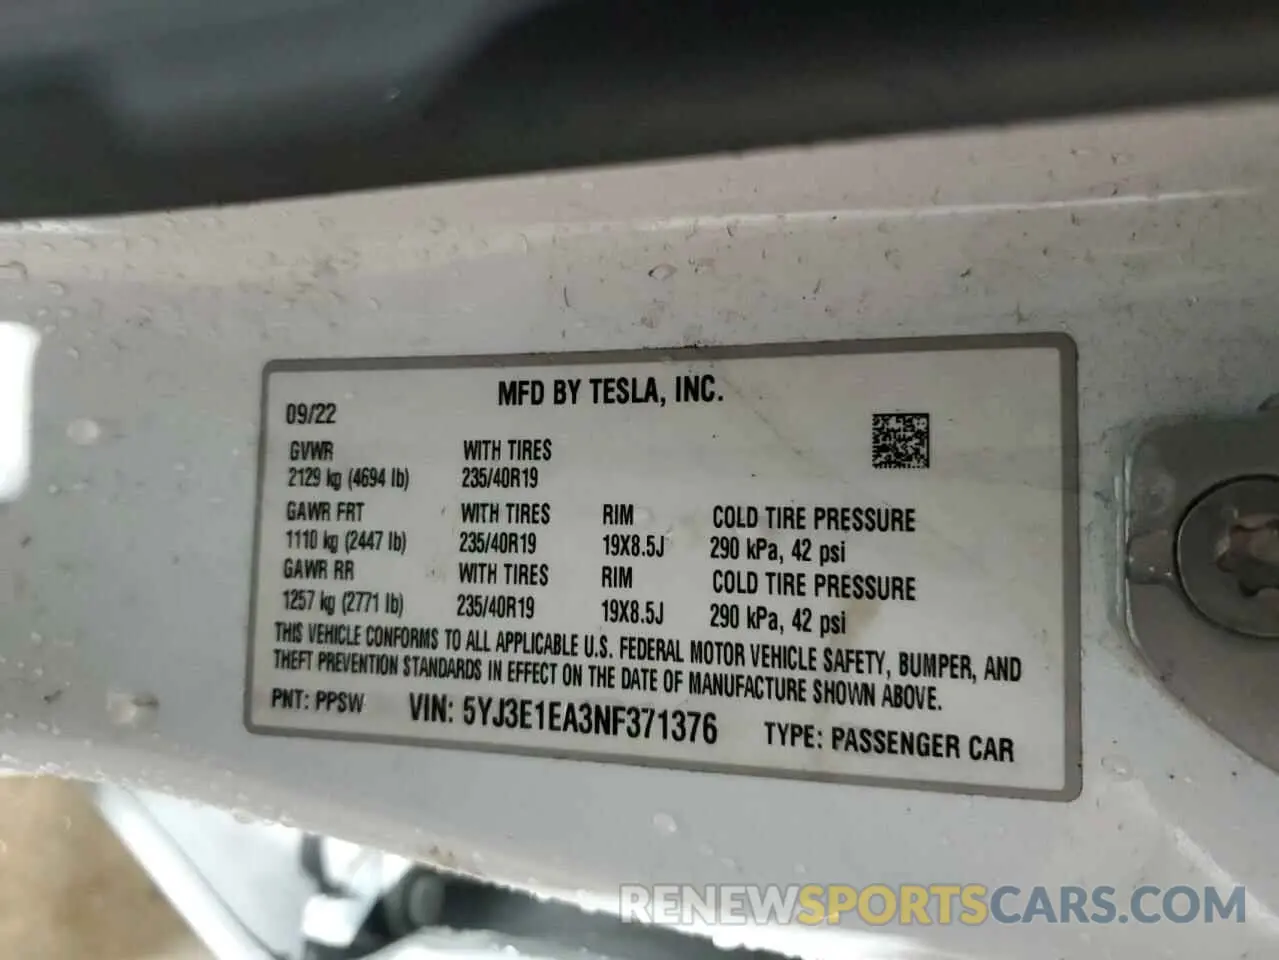 MFD BY TESLA, INC.
09/22
GVWR WITH TIRES
2129 kg (4694 lb) 235/40R19
GAWR FRT WITH TIRES RIM COLD TIRE PRESSURE
1110 kg (2447 lb) 235/40R19 19X8.5J 290 kPa, 42 psi
GAWR RR WITH TIRES RIM COLD TIRE PRESSURE
1257 kg (2771 lb) 235/40R19 19X8.5J 290 kPa, 42 psi
THIS VEHICLE CONFORMS TO ALL APPLICABLE U.S. FEDERAL MOTOR VEHICLE SAFETY, BUMPER, AND
THEFT PREVENTION STANDARDS IN EFFECT ON THE DATE OF MANUFACTURE SHOWN ABOVE.
PNT: PPSW VIN: 5YJ3E1EA3NF371376 TYPE: PASSENGER CAR
RENEWSPORTSCARS.COM